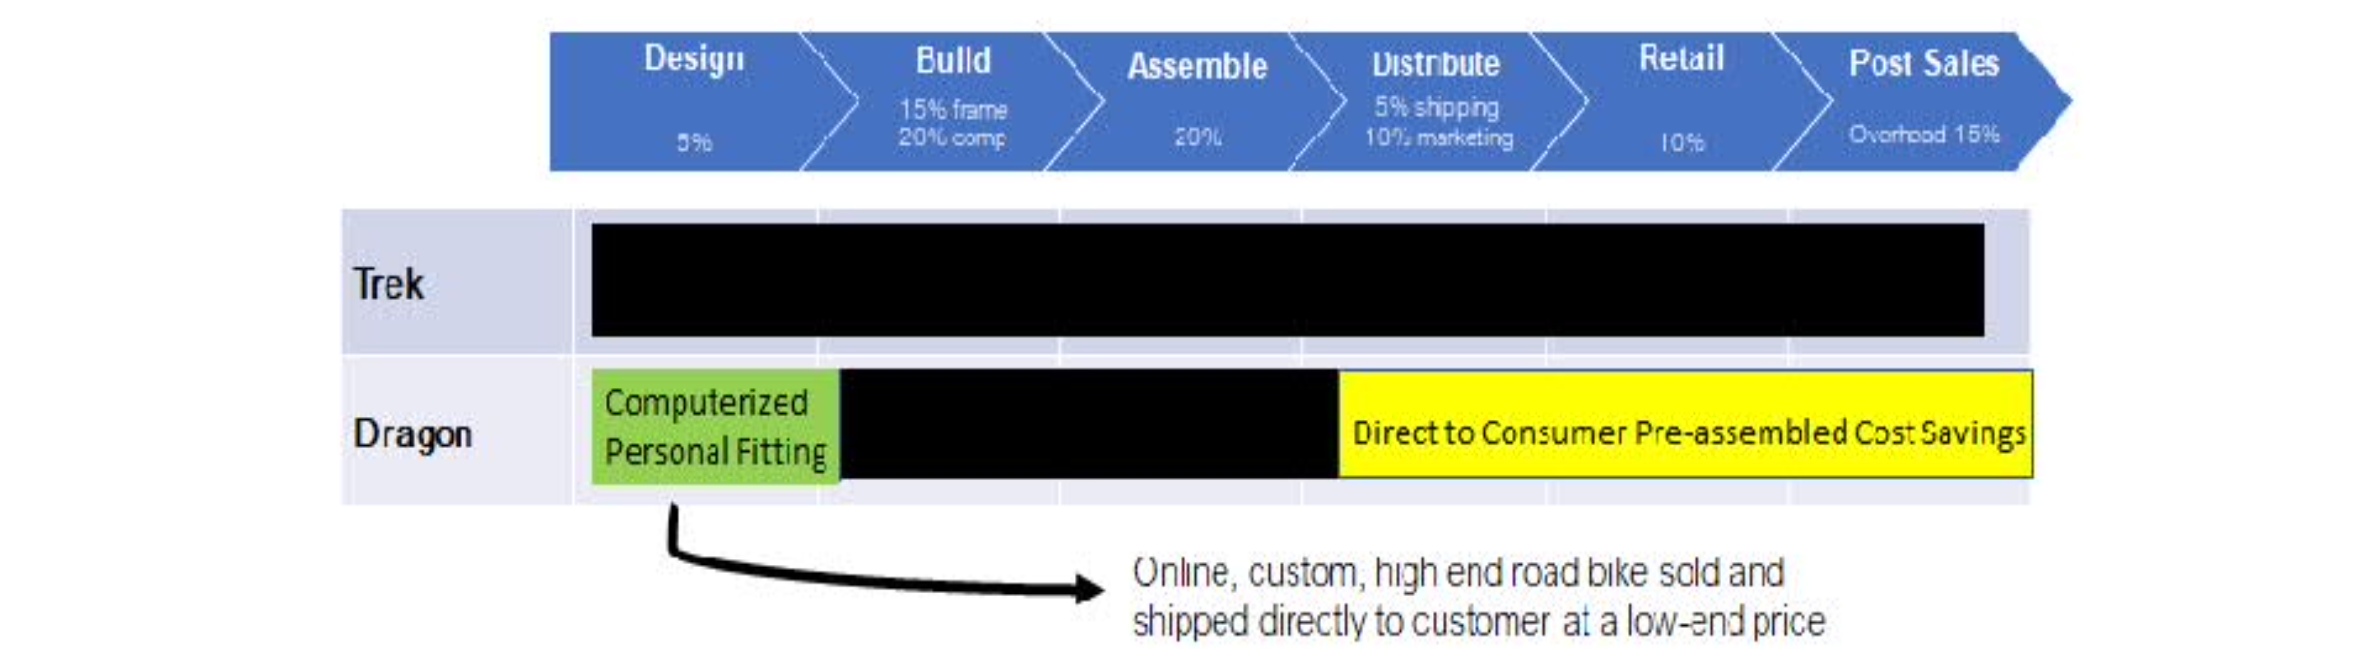 Design
5%
Build
15% frame
20% comp
Assemble
20%
Distribute
5% shipping
10% marketing
Retail
10%
Post Sales
Overhead 15%
Trek
Dragon
Computerized
Personal Fitting
Direct to Consumer Pre-assembled Cost Savings
Online, custom, high end road bike sold and
shipped directly to customer at a low-end price